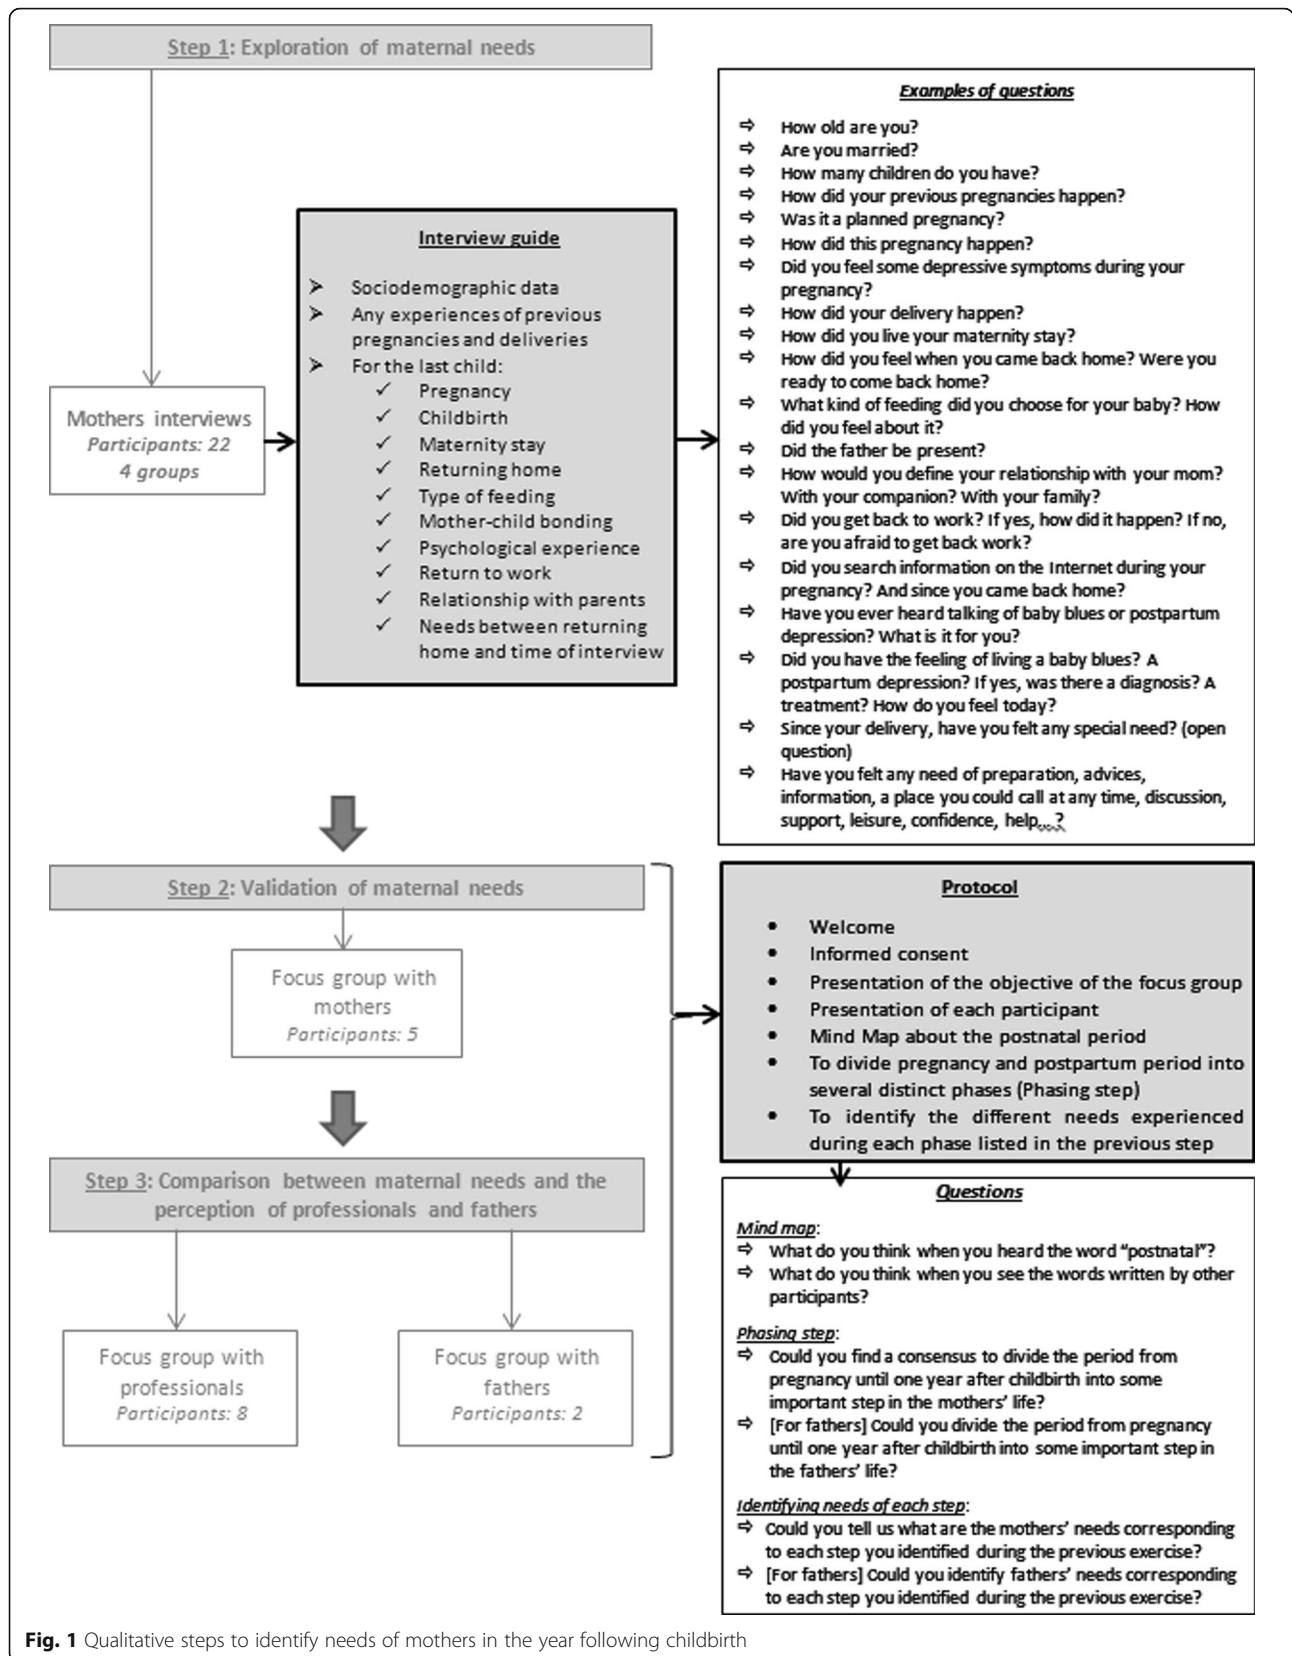 Step 1: Exploration of maternal needs
Examples of questions
⇨ How old are you?
⇨ Are you married?
⇨ How many children do you have?
⇨ How did your previous pregnancies happen?
⇨ Was it a planned pregnancy?
⇨ How did this pregnancy happen?
⇨ Did you feel some depressive symptoms during your
pregnancy?
⇨ How did your delivery happen?
⇨ How did you live your maternity stay?
⇨ How did you feel when you came back home? Were you
ready to come back home?
⇨ What kind of feeding did you choose for your baby? How
did you feel about it?
⇨ Did the father be present?
⇨ How would you define your relationship with your mom?
With your companion? With your family?
⇨ Did you get back to work? If yes, how did it happen? If no,
are you afraid to get back work?
⇨ Did you search information on the Internet during your
pregnancy? And since you came back home?
⇨ Have you ever heard talking of baby blues or postpartum
depression? What is it for you?
⇨ Did you have the feeling of living a baby blues? A
postpartum depression? If yes, was there a diagnosis? A
treatment? How do you feel today?
⇨ Since your delivery, have you felt any special need? (open
question)
⇨ Have you felt any need of preparation, advices,
information, a place you could call at any time, discussion,
support, leisure, confidence, help,...?
Interview guide
➢ Sociodemographic data
➢ Any experiences of previous
pregnancies and deliveries
➢ For the last child:
✓ Pregnancy
✓ Childbirth
✓ Maternity stay
✓ Returning home
✓ Type of feeding
✓ Mother-child bonding
✓ Psychological experience
✓ Return to work
✓ Relationship with parents
✓ Needs between returning
home and time of interview
Mothers interviews
Participants: 22
4 groups
Step 2: Validation of maternal needs
Focus group with
mothers
Participants: 5
Protocol
• Welcome
• Informed consent
• Presentation of the objective of the focus group
• Presentation of each participant
• Mind Map about the postnatal period
• To divide pregnancy and postpartum period into
several distinct phases (Phasing step)
• To identify the different needs experienced
during each phase listed in the previous step
Step 3: Comparison between maternal needs and the
perception of professionals and fathers
Focus group with
professionals
Participants: 8
Focus group with
fathers
Participants: 2
Questions
Mind map:
⇨ What do you think when you heard the word “postnatal”?
⇨ What do you think when you see the words written by other
participants?
Phasing step:
⇨ Could you find a consensus to divide the period from
pregnancy until one year after childbirth into some
important step in the mothers’ life?
⇨ [For fathers] Could you divide the period from pregnancy
until one year after childbirth into some important step in
the fathers’ life?
Identifying needs of each step:
⇨ Could you tell us what are the mothers’ needs corresponding
to each step you identified during the previous exercise?
⇨ [For fathers] Could you identify fathers’ needs corresponding
to each step you identified during the previous exercise?
Fig. 1 Qualitative steps to identify needs of mothers in the year following childbirth